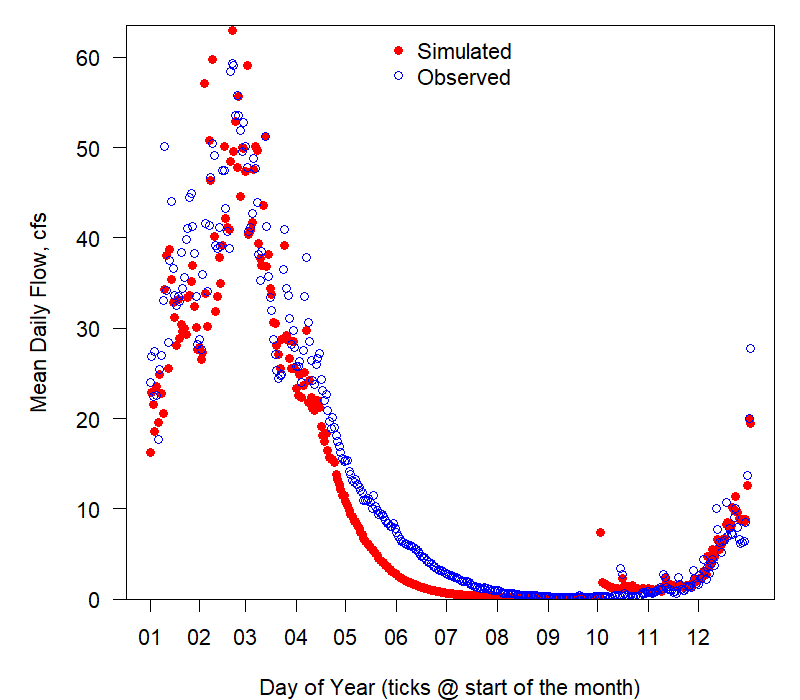 60
50
40
30
20
10
0
Mean Daily Flow, cfs
Simulated
Observed
01 02 03 04 05 06 07 08 09 10 11 12
Day of Year (ticks @ start of the month)